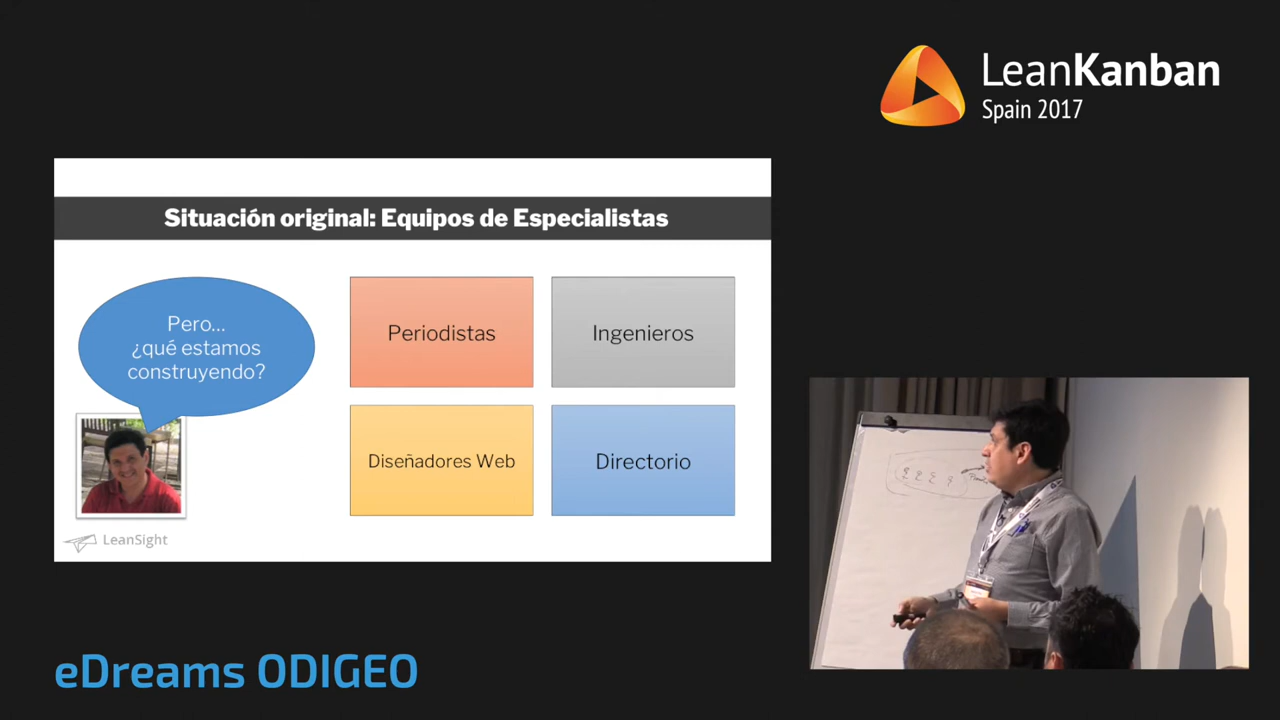 LeanKanban
Spain 2017
Situación original: Equipos de Especialistas
Pero...
¿qué estamos
construyendo?
Periodistas
Ingenieros
Diseñadores Web
Directorio
LeanSight
eDreams ODIGEO